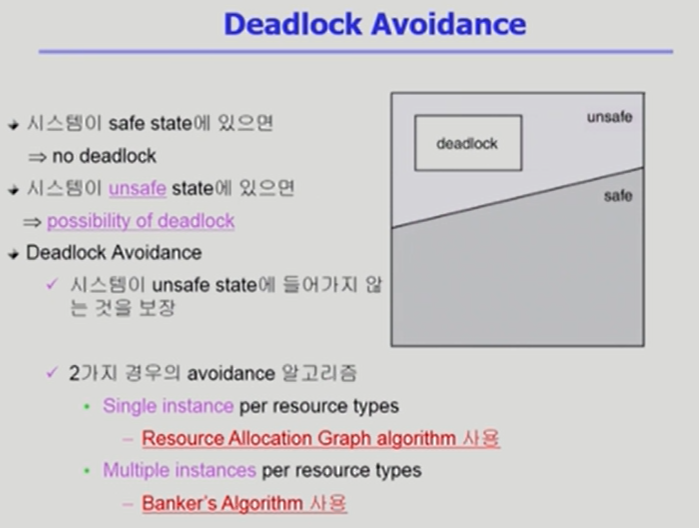 Deadlock Avoidance
시스템이 safe state에 있으면
⇒ no deadlock
시스템이 unsafe state에 있으면
⇒ possibility of deadlock
Deadlock Avoidance
✓ 시스템이 unsafe state에 들어가지 않
는 것을 보장
✓ 2가지 경우의 avoidance 알고리즘
• Single instance per resource types
– Resource Allocation Graph algorithm 사용
• Multiple instances per resource types
– Banker's Algorithm 사용
unsafe
deadlock
safe